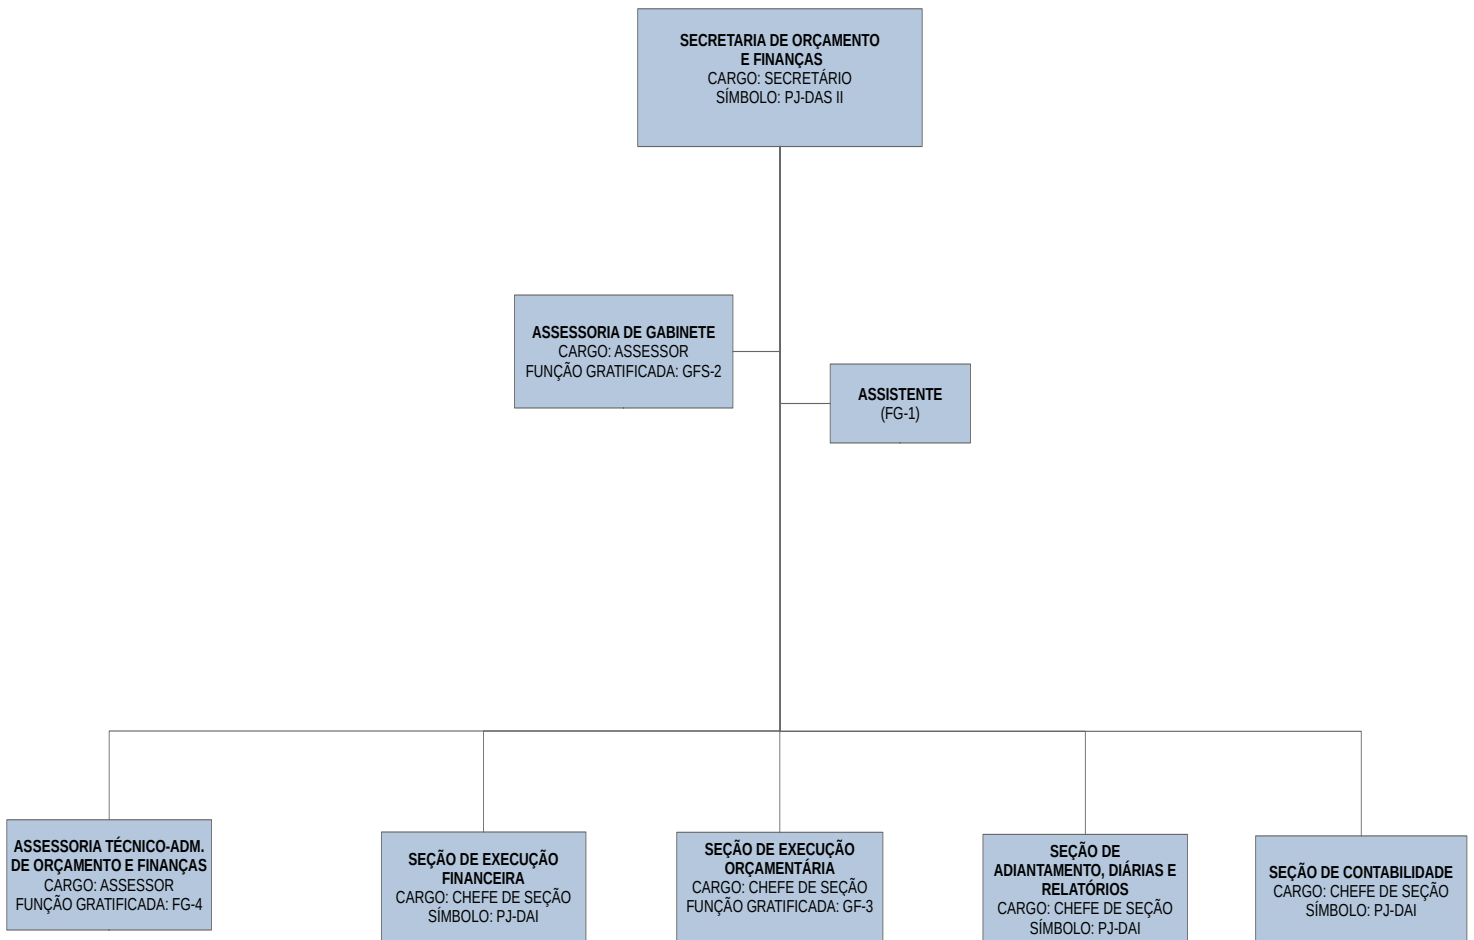 SECRETARIA DE ORÇAMENTO
E FINANÇAS
CARGO: SECRETÁRIO
SÍMBOLO: PJ-DAS II
ASSESSORIA DE GABINETE
CARGO: ASSESSOR
FUNÇÃO GRATIFICADA: GFS-2
ASSISTENTE
(FG-1)
ASSESSORIA TÉCNICO-ADM.
DE ORÇAMENTO E FINANÇAS
CARGO: ASSESSOR
FUNÇÃO GRATIFICADA: FG-4
SEÇÃO DE EXECUÇÃO
FINANCEIRA
CARGO: CHEFE DE SEÇÃO
SÍMBOLO: PJ-DAI
SEÇÃO DE EXECUÇÃO
ORÇAMENTÁRIA
CARGO: CHEFE DE SEÇÃO
FUNÇÃO GRATIFICADA: GF-3
SEÇÃO DE
ADIANTAMENTO, DIÁRIAS E
RELATÓRIOS
CARGO: CHEFE DE SEÇÃO
SÍMBOLO: PJ-DAI
SEÇÃO DE CONTABILIDADE
CARGO: CHEFE DE SEÇÃO
SÍMBOLO: PJ-DAI